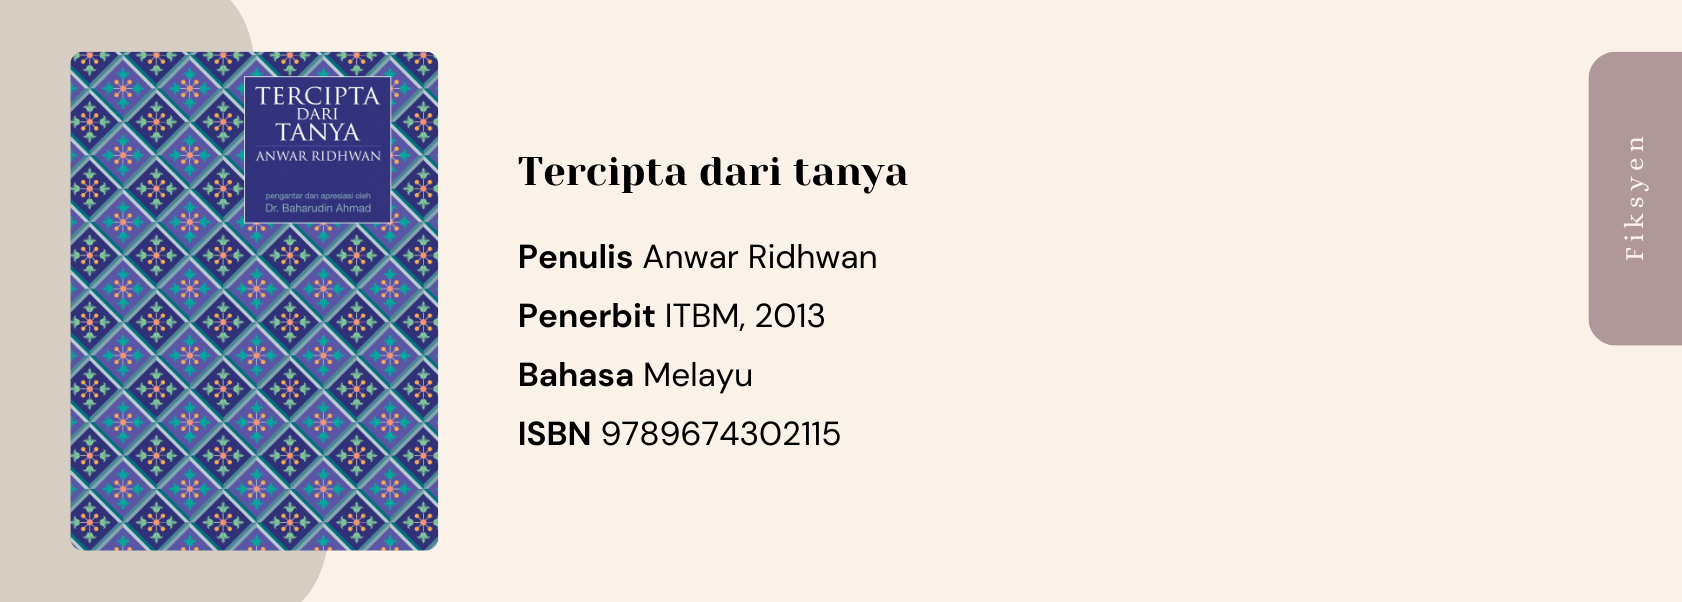 TERCIPTA
DARI
TANYA
ANWAR RIDHWAN
pengantar dan apresiasi oleh
Dr. Baharudin Ahmad
Tercipta dari tanya
Penulis Anwar Ridhwan
Penerbit ITBM, 2013
Bahasa Melayu
ISBN 9789674302115
Fiksyen